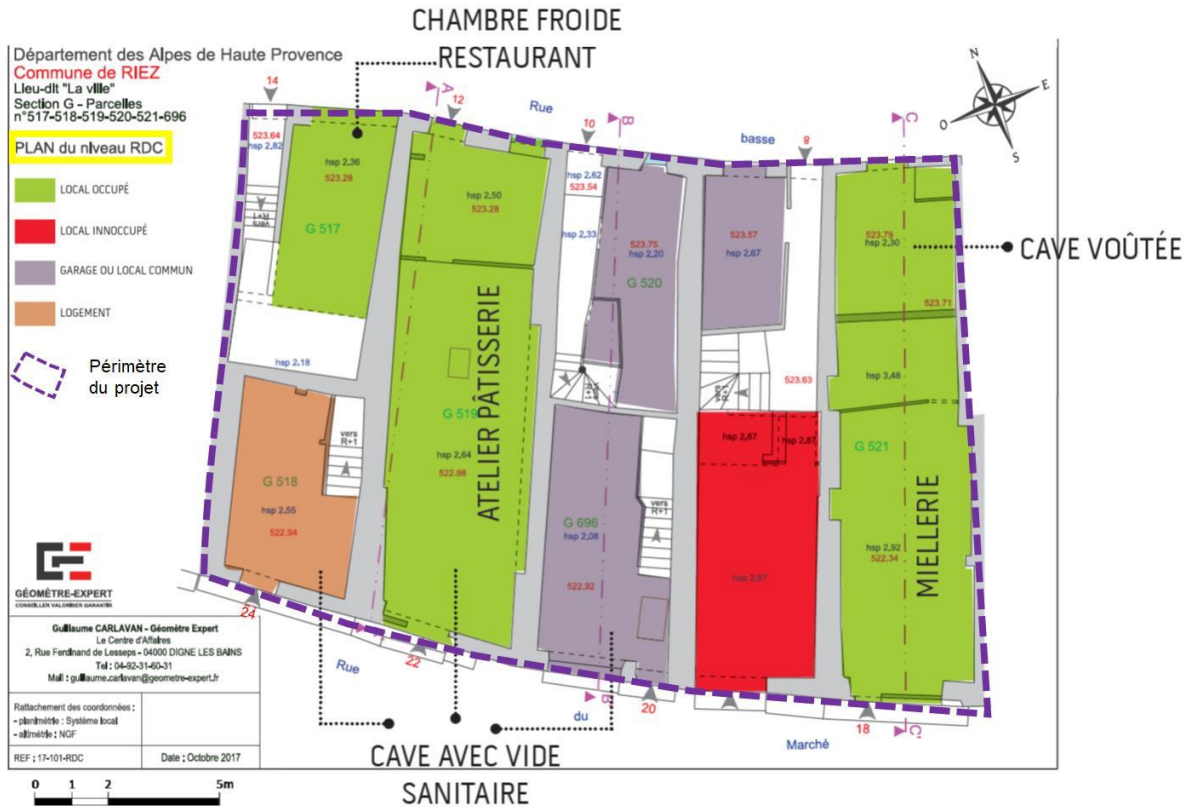 CHAMBRE FROIDE
RESTAURANT
Département des Alpes de Haute Provence
Commune de RIEZ
Lieu-dit "La ville"
Section G - Parcelles
n°517-518-519-520-521-696
PLAN du niveau RDC
LOCAL OCCUPÉ
LOCAL INNOCCUPÉ
GARAGE OU LOCAL COMMUN
LOGEMENT
Périmètre
du projet
14
A
12
Rue
10
B
basse
8
C
N
E
S
O
523.64
hsp 2,82
hsp 2,36
523.28
G 517
vers
R+1
hsp 2.18
hsp 2,50
523.28
hsp 2,62
523.54
hsp 2,33
523.75
hsp 2,20
G 520
vers
R+1
523.57
hsp 2,67
523.79
hsp 2,30
523.71
CAVE VOÛTÉE
ATELIER PÂTISSERIE
G 519
hsp 2,64
522.98
523.63
vers
R+1
hsp 3,48
G 518
hsp 2,55
522.94
vers
R+1
G 696
hsp 2,08
522.92
vers
R+1
hsp 2,87
hsp 2,87
hsp 2,87
G 521
hsp 2,92
522.34
MIELLERIE
24
22
Rue
B'
20
du
18
C'
Marché
CAVE AVEC VIDE
SANITAIRE
GÉOMÈTRE-EXPERT
CONSEILLER VALORISER GARANTIR
Guillaume CARLAVAN - Géomètre Expert
Le Centre d'Affaires
2, Rue Ferdinand de Lesseps - 04000 DIGNE LES BAINS
Tel : 04-92-31-60-31
Mail : guillaume.carlavan@geometre-expert.fr
Rattachement des coordonnées :
- planimétrie : Système local
- altimétrie : NGF
REF : 17-101-RDC
Date : Octobre 2017
0 1 2 5m